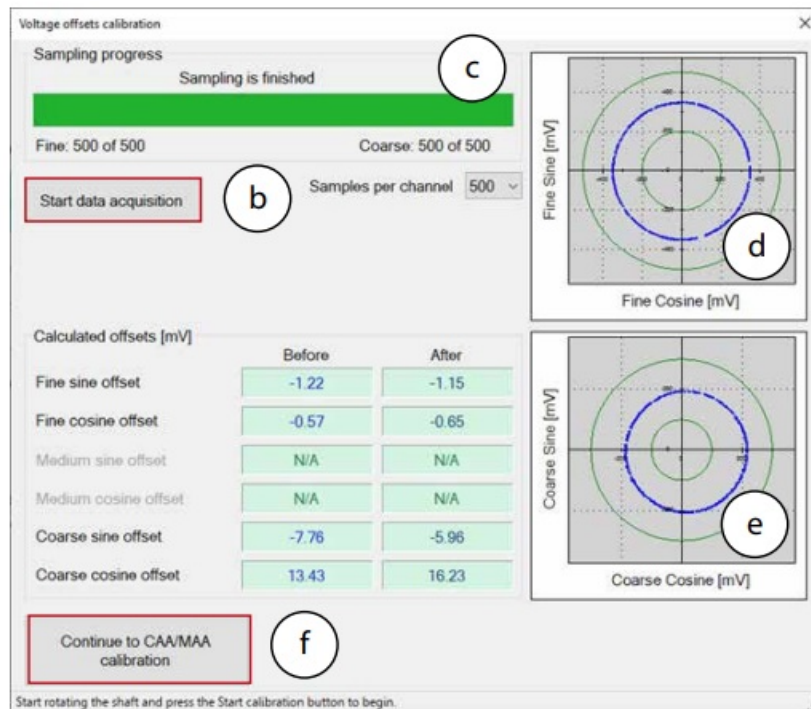 Voltage offsets calibration
Sampling progress
Sampling is finished
c
Fine: 500 of 500
Coarse: 500 of 500
Start data acquisition
b
Samples per channel 500
Fine Sine [mV]
d
Fine Cosine [mV]
Calculated offsets [mV]
Before After
Fine sine offset -1.22 -1.15
Fine cosine offset -0.57 -0.65
Medium sine offset N/A N/A
Medium cosine offset N/A N/A
Coarse sine offset -7.76 -5.96
Coarse cosine offset 13.43 16.23
Coarse Sine [mV]
e
Coarse Cosine [mV]
Continue to CAA/MAA
calibration
f
Start rotating the shaft and press the Start calibration button to begin.